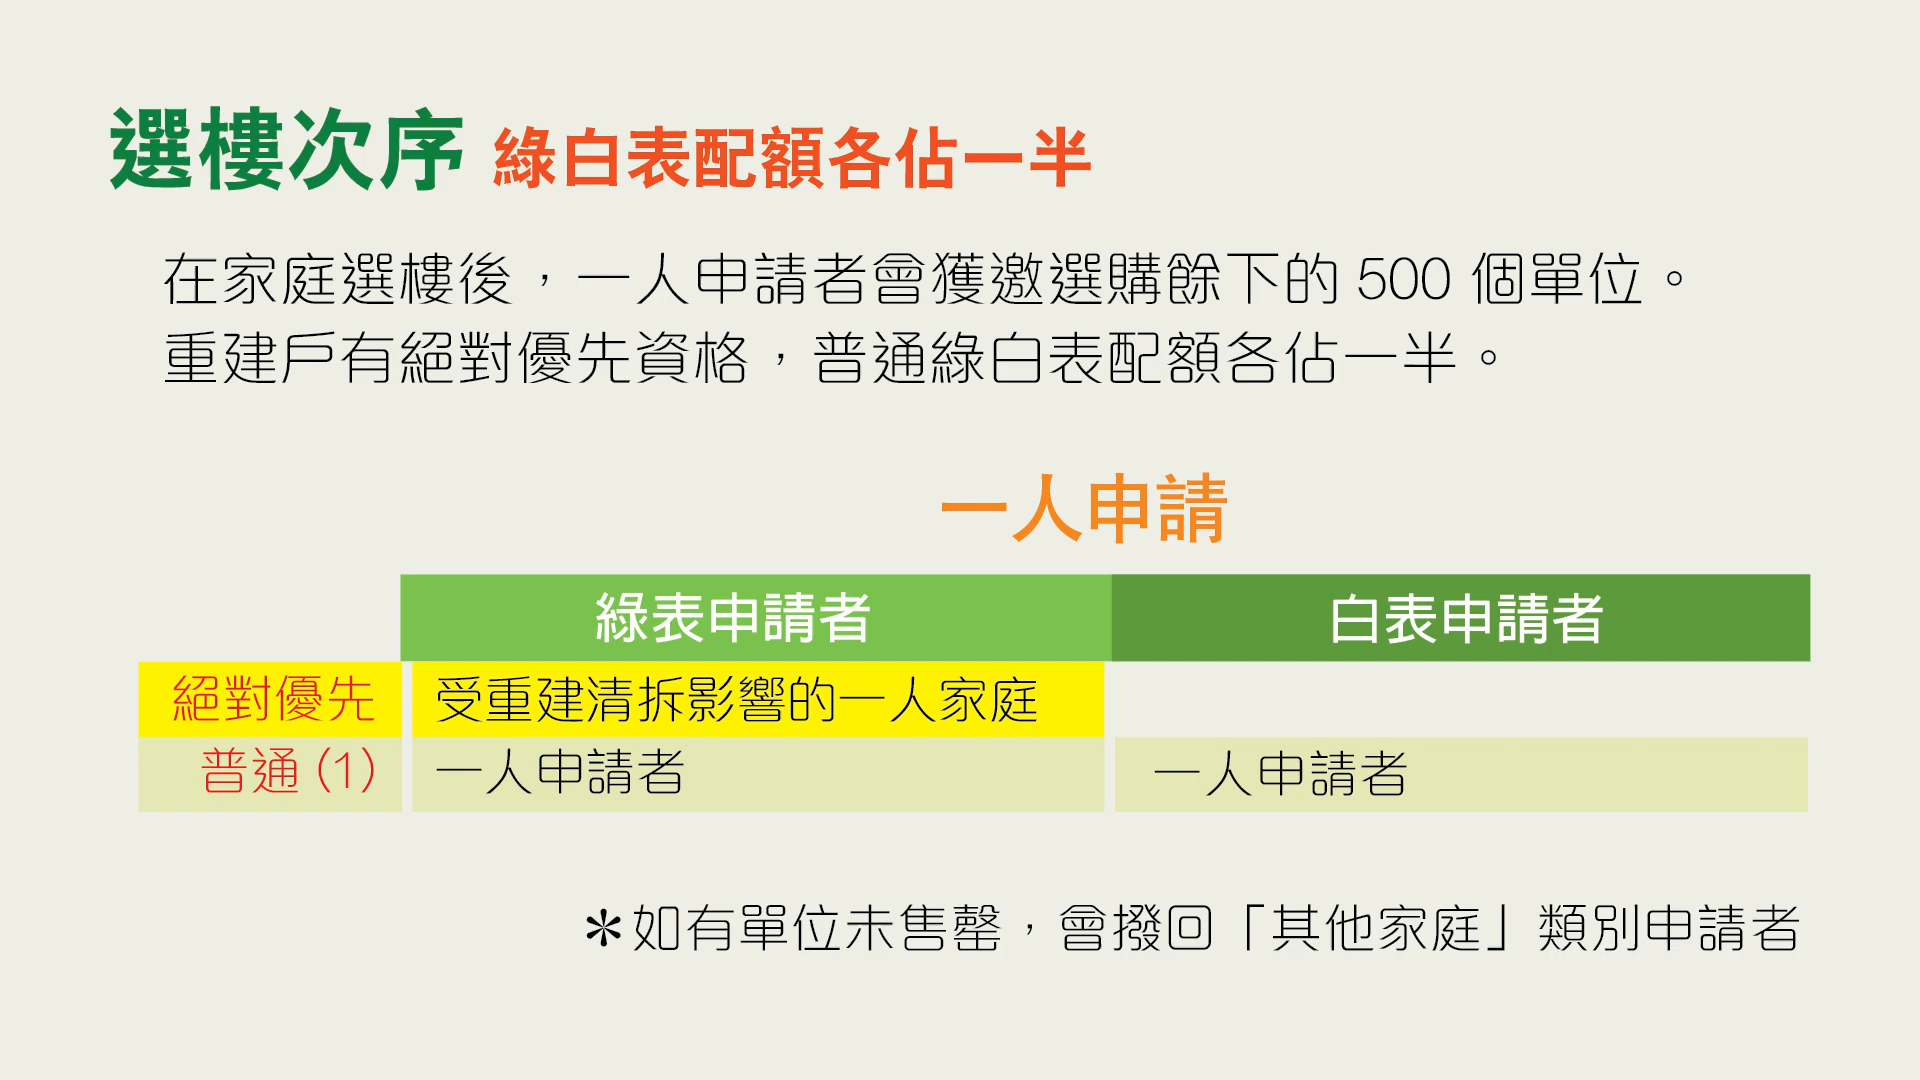 選樓次序 綠白表配額各佔一半
在家庭選樓後，一人申請者會獲邀選購餘下的 500 個單位。
重建戶有絕對優先資格，普通綠白表配額各佔一半。
一人申請
綠表申請者 白表申請者
絕對優先 受重建清拆影響的一人家庭
普通 (1) 一人申請者 一人申請者
＊如有單位未售罄，會撥回「其他家庭」類別申請者